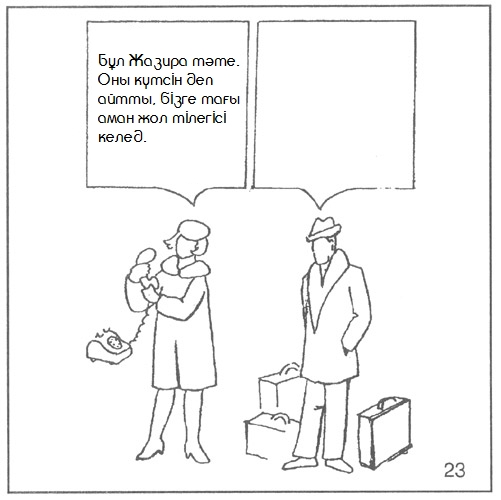 Бұл Жазира тәте.
Оны күтсін деп
айтты, бізге тағы
аман жол тілегісі
келед.
23